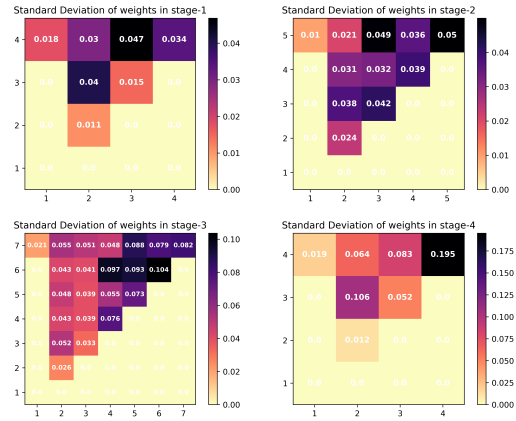 Standard Deviation of weights in stage-1
4 0.018 0.03 0.047 0.034
3 0.0 0.04 0.015 0.0
2 0.0 0.011 0.0 0.0
1 0.0 0.0 0.0 0.0
1 2 3 4
0.04
0.03
0.02
0.01
0.00
Standard Deviation of weights in stage-2
5 0.01 0.021 0.049 0.036 0.05
4 0.0 0.031 0.032 0.039 0.0
3 0.0 0.038 0.042 0.0 0.0
2 0.0 0.024 0.0 0.0 0.0
1 0.0 0.0 0.0 0.0 0.0
1 2 3 4 5
0.04
0.03
0.02
0.01
0.00
Standard Deviation of weights in stage-3
7 0.021 0.055 0.051 0.048 0.088 0.079 0.082
6 0.0 0.043 0.041 0.097 0.093 0.104 0.0
5 0.0 0.048 0.039 0.055 0.073 0.0 0.0
4 0.0 0.043 0.039 0.076 0.0 0.0 0.0
3 0.0 0.052 0.033 0.0 0.0 0.0 0.0
2 0.0 0.026 0.0 0.0 0.0 0.0 0.0
1 0.0 0.0 0.0 0.0 0.0 0.0 0.0
1 2 3 4 5 6 7
0.10
0.08
0.06
0.04
0.02
0.00
Standard Deviation of weights in stage-4
4 0.019 0.064 0.083 0.195
3 0.0 0.106 0.052 0.0
2 0.0 0.012 0.0 0.0
1 0.0 0.0 0.0 0.0
1 2 3 4
0.175
0.150
0.125
0.100
0.075
0.050
0.025
0.000